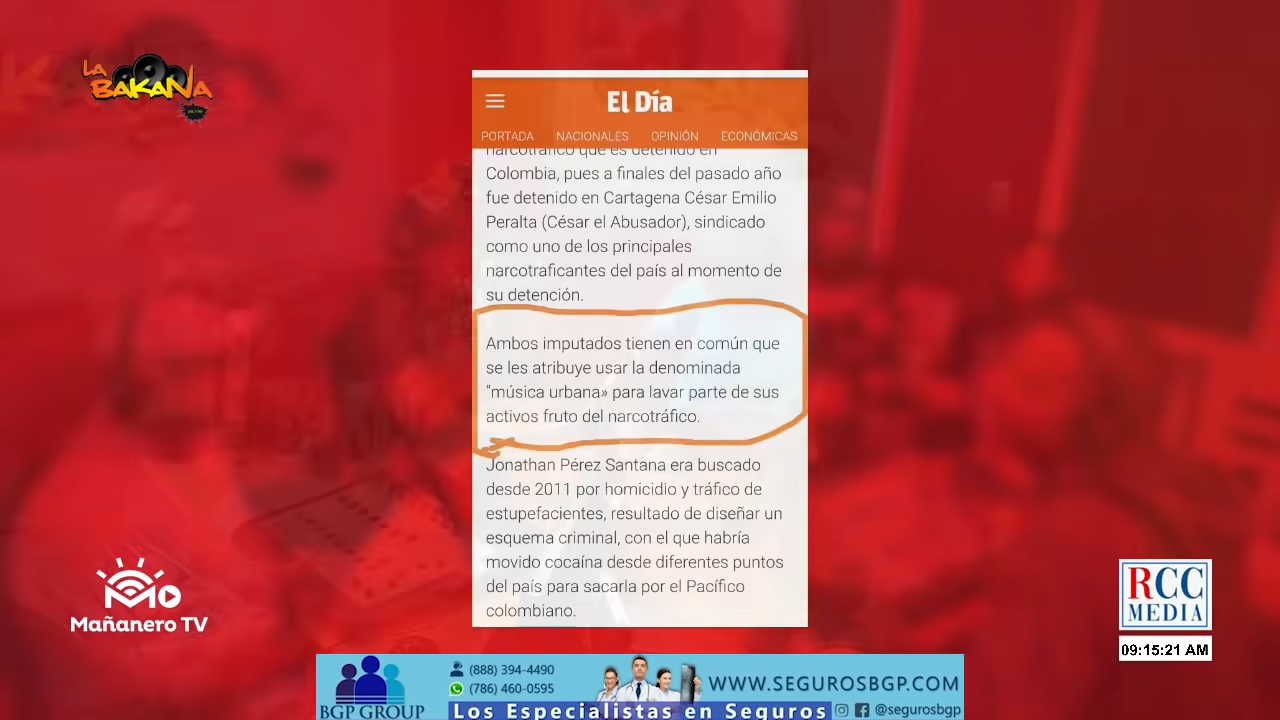 LA
BAKANA
El Día
PORTADA NACIONALES OPINIÓN ECONÓMICAS
narcotráfico que es detenido en
Colombia, pues a finales del pasado año
fue detenido en Cartagena César Emilio
Peralta (César el Abusador), sindicado
como uno de los principales
narcotraficantes del país al momento de
su detención.
Ambos imputados tienen en común que
se les atribuye usar la denominada
“música urbana» para lavar parte de sus
activos fruto del narcotráfico.
Jonathan Pérez Santana era buscado
desde 2011 por homicidio y tráfico de
estupefacientes, resultado de diseñar un
esquema criminal, con el que habría
movido cocaína desde diferentes puntos
del país para sacarla por el Pacífico
colombiano.
Mañanero TV
RCC
MEDIA
09:15:21 AM
BGP GROUP
(888) 394-4490
(786) 460-0595
WWW.SEGUROSBGP.COM
Los Especialistas en Seguros
@segurosbgp